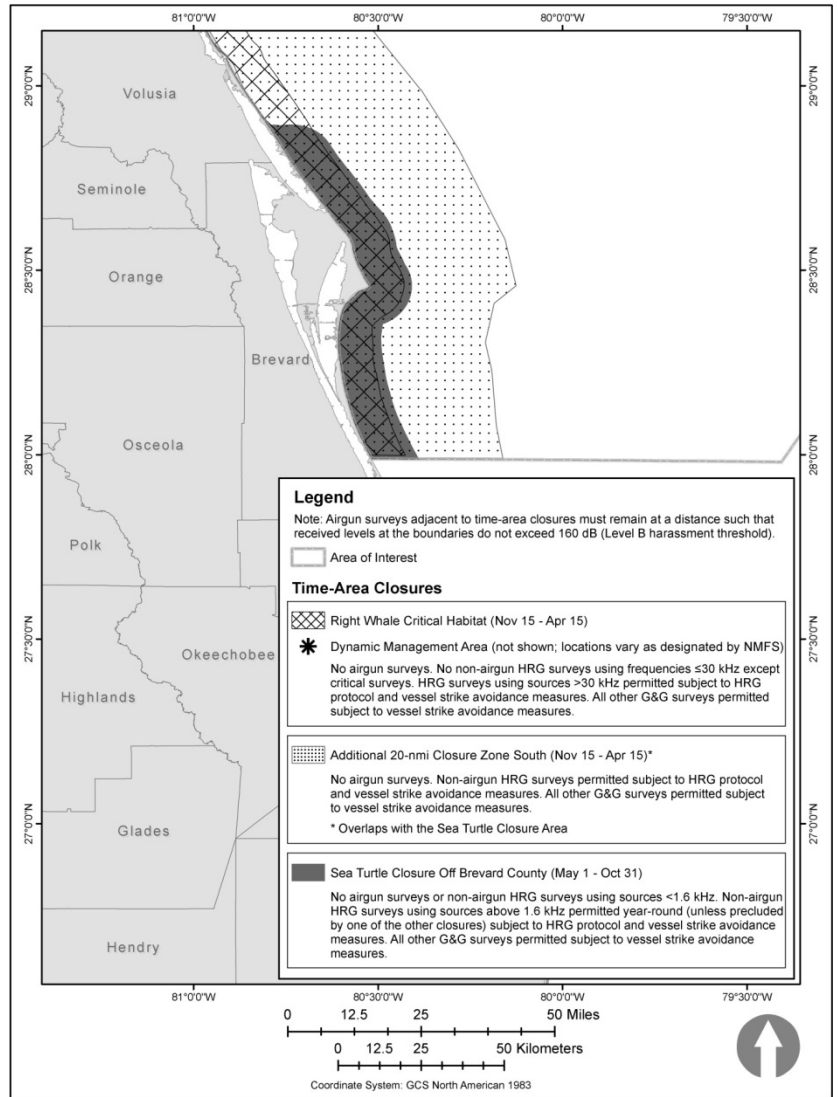 81°0'0"W 80°30'0"W 80°0'0"W 79°30'0"W
29°0'0"N 29°0'0"N
Volusia
Seminole
28°30'0"N 28°30'0"N
Orange
Brevard
Osceola
28°0'0"N 28°0'0"N
Polk
27°30'0"N 27°30'0"N
Okeechobee
Highlands
27°0'0"N 27°0'0"N
Glades
Hendry
Legend
Note: Airgun surveys adjacent to time-area closures must remain at a distance such that
received levels at the boundaries do not exceed 160 dB (Level B harassment threshold).
Area of Interest
Time-Area Closures
Right Whale Critical Habitat (Nov 15 - Apr 15)
Dynamic Management Area (not shown; locations vary as designated by NMFS)
No airgun surveys. No non-airgun HRG surveys using frequencies ≤30 kHz except
critical surveys. HRG surveys using sources >30 kHz permitted subject to HRG
protocol and vessel strike avoidance measures. All other G&G surveys permitted
subject to vessel strike avoidance measures.
Additional 20-nmi Closure Zone South (Nov 15 - Apr 15)*
No airgun surveys. Non-airgun HRG surveys permitted subject to HRG protocol
and vessel strike avoidance measures. All other G&G surveys permitted subject
to vessel strike avoidance measures.
* Overlaps with the Sea Turtle Closure Area
Sea Turtle Closure Off Brevard County (May 1 - Oct 31)
No airgun surveys or non-airgun HRG surveys using sources <1.6 kHz. Non-airgun
HRG surveys using sources above 1.6 kHz permitted year-round (unless precluded
by one of the other closures) subject to HRG protocol and vessel strike avoidance
measures. All other G&G surveys permitted subject to vessel strike avoidance
measures.
81°0'0"W 80°30'0"W 80°0'0"W 79°30'0"W
0 12.5 25 50 Miles
0 12.5 25 50 Kilometers
Coordinate System: GCS North American 1983